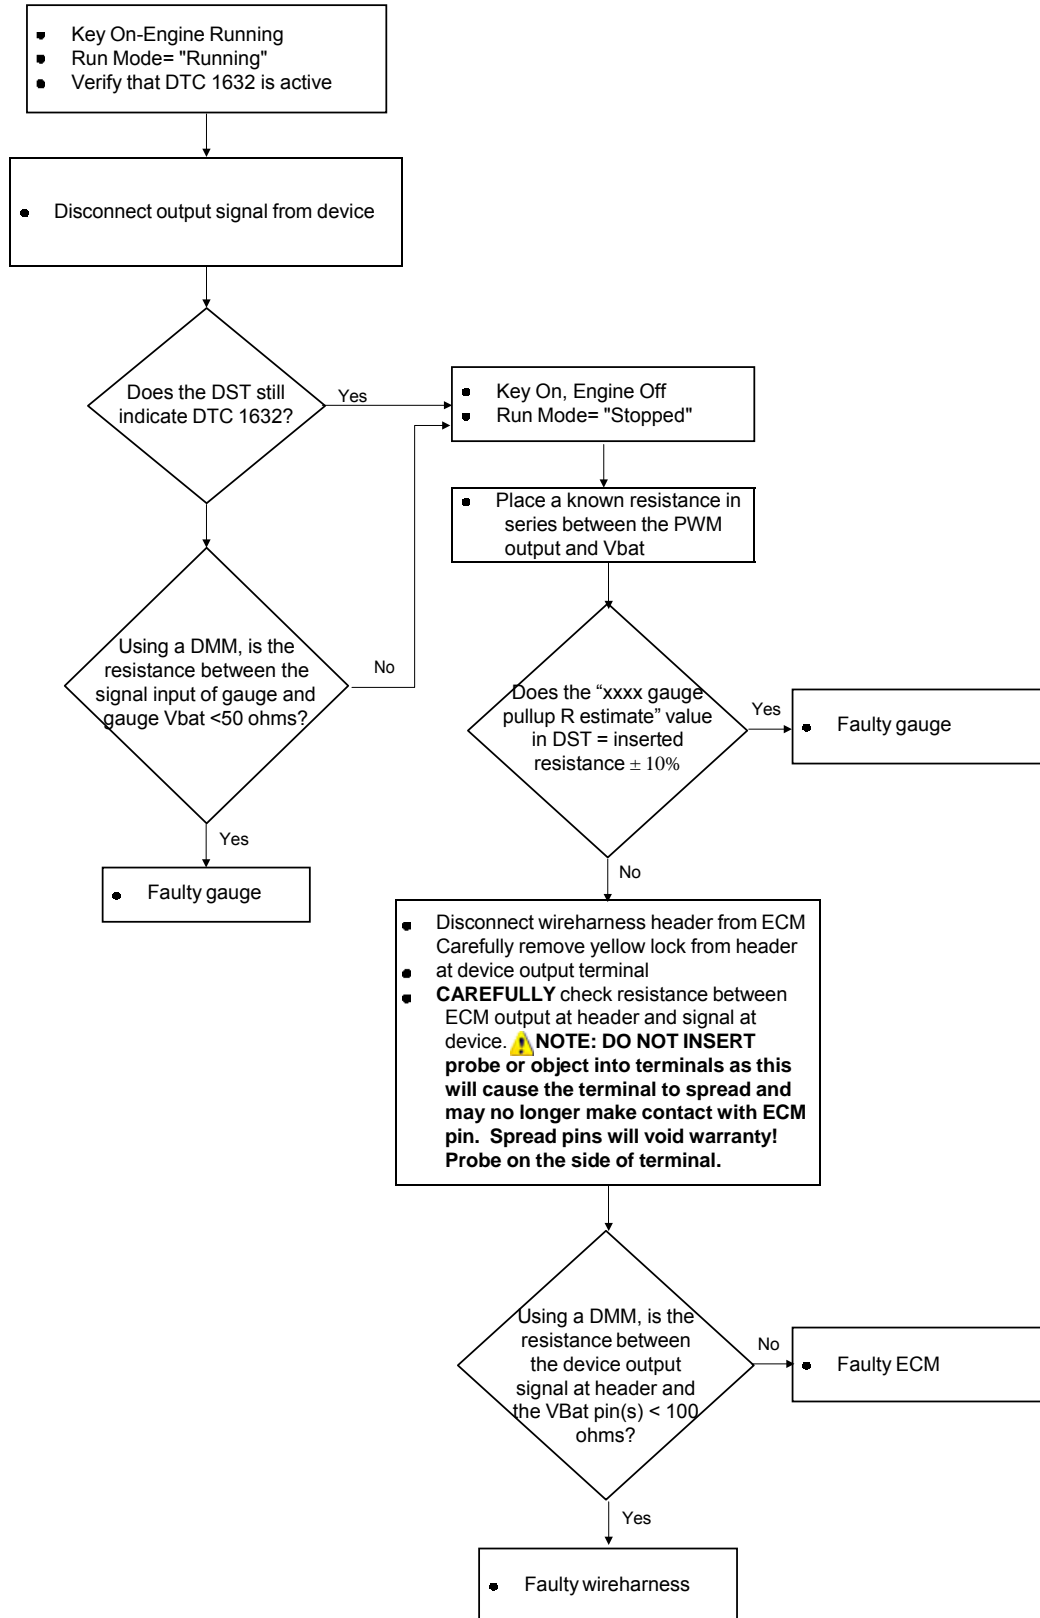 Key On-Engine Running
Run Mode= "Running"
Verify that DTC 1632 is active
Disconnect output signal from device
Does the DST still
indicate DTC 1632?
Yes
Key On, Engine Off
Run Mode= "Stopped"
Place a known resistance in
series between the PWM
output and Vbat
Using a DMM, is the
resistance between the
signal input of gauge and
gauge Vbat <50 ohms?
No
Does the “xxxx gauge
pullup R estimate” value
in DST = inserted
resistance ± 10%
Yes
Faulty gauge
Yes
Faulty gauge
No
Disconnect wireharness header from ECM
Carefully remove yellow lock from header
at device output terminal
CAREFULLY check resistance between
ECM output at header and signal at
device. NOTE: DO NOT INSERT
probe or object into terminals as this
will cause the terminal to spread and
may no longer make contact with ECM
pin. Spread pins will void warranty!
Probe on the side of terminal.
Using a DMM, is the
resistance between
the device output
signal at header and
the VBat pin(s) < 100
ohms?
No
Faulty ECM
Yes
Faulty wireharness